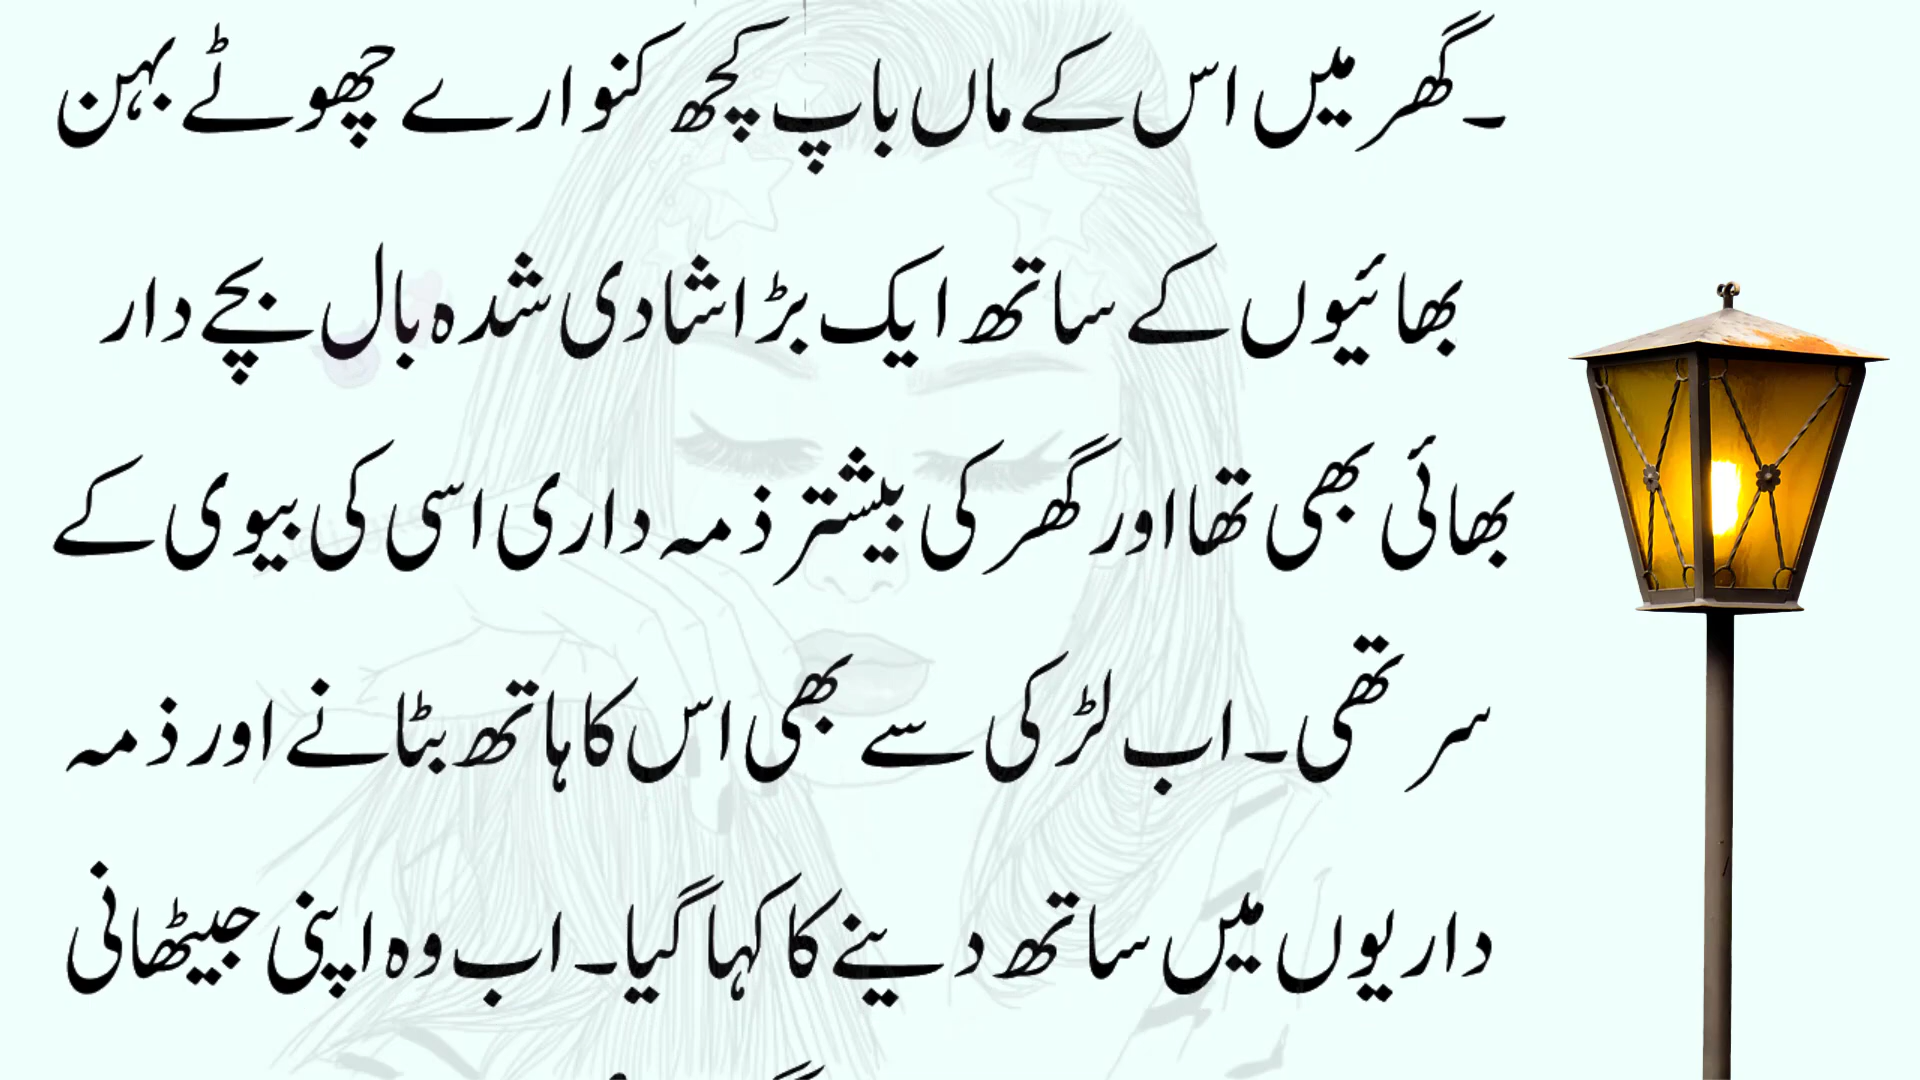 ۔گھر میں اس کے ماں باپ کچھ کنوارے چھوٹے بہن
بھائیوں کے ساتھ ایک بڑا شادی شدہ بال بچے دار
بھائی بھی تھا اور گھر کی بیشتر ذمہ داری اسی کی بیوی کے
سر تھی۔ اب لڑکی سے بھی اس کا ہاتھ بٹانے اور ذمہ
داریوں میں ساتھ دینے کا کہا گیا۔ اب وہ اپنی جیٹھانی